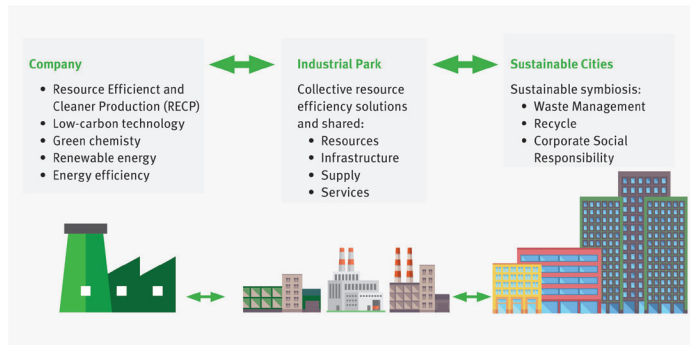 Company
• Resource Efficienct and
Cleaner Production (RECP)
• Low-carbon technology
• Green chemisty
• Renewable energy
• Energy efficiency
Industrial Park
Collective resource
efficiency solutions
and shared:
• Resources
• Infrastructure
• Supply
• Services
Sustainable Cities
Sustainable symbiosis:
• Waste Management
• Recycle
• Corporate Social
Responsibility